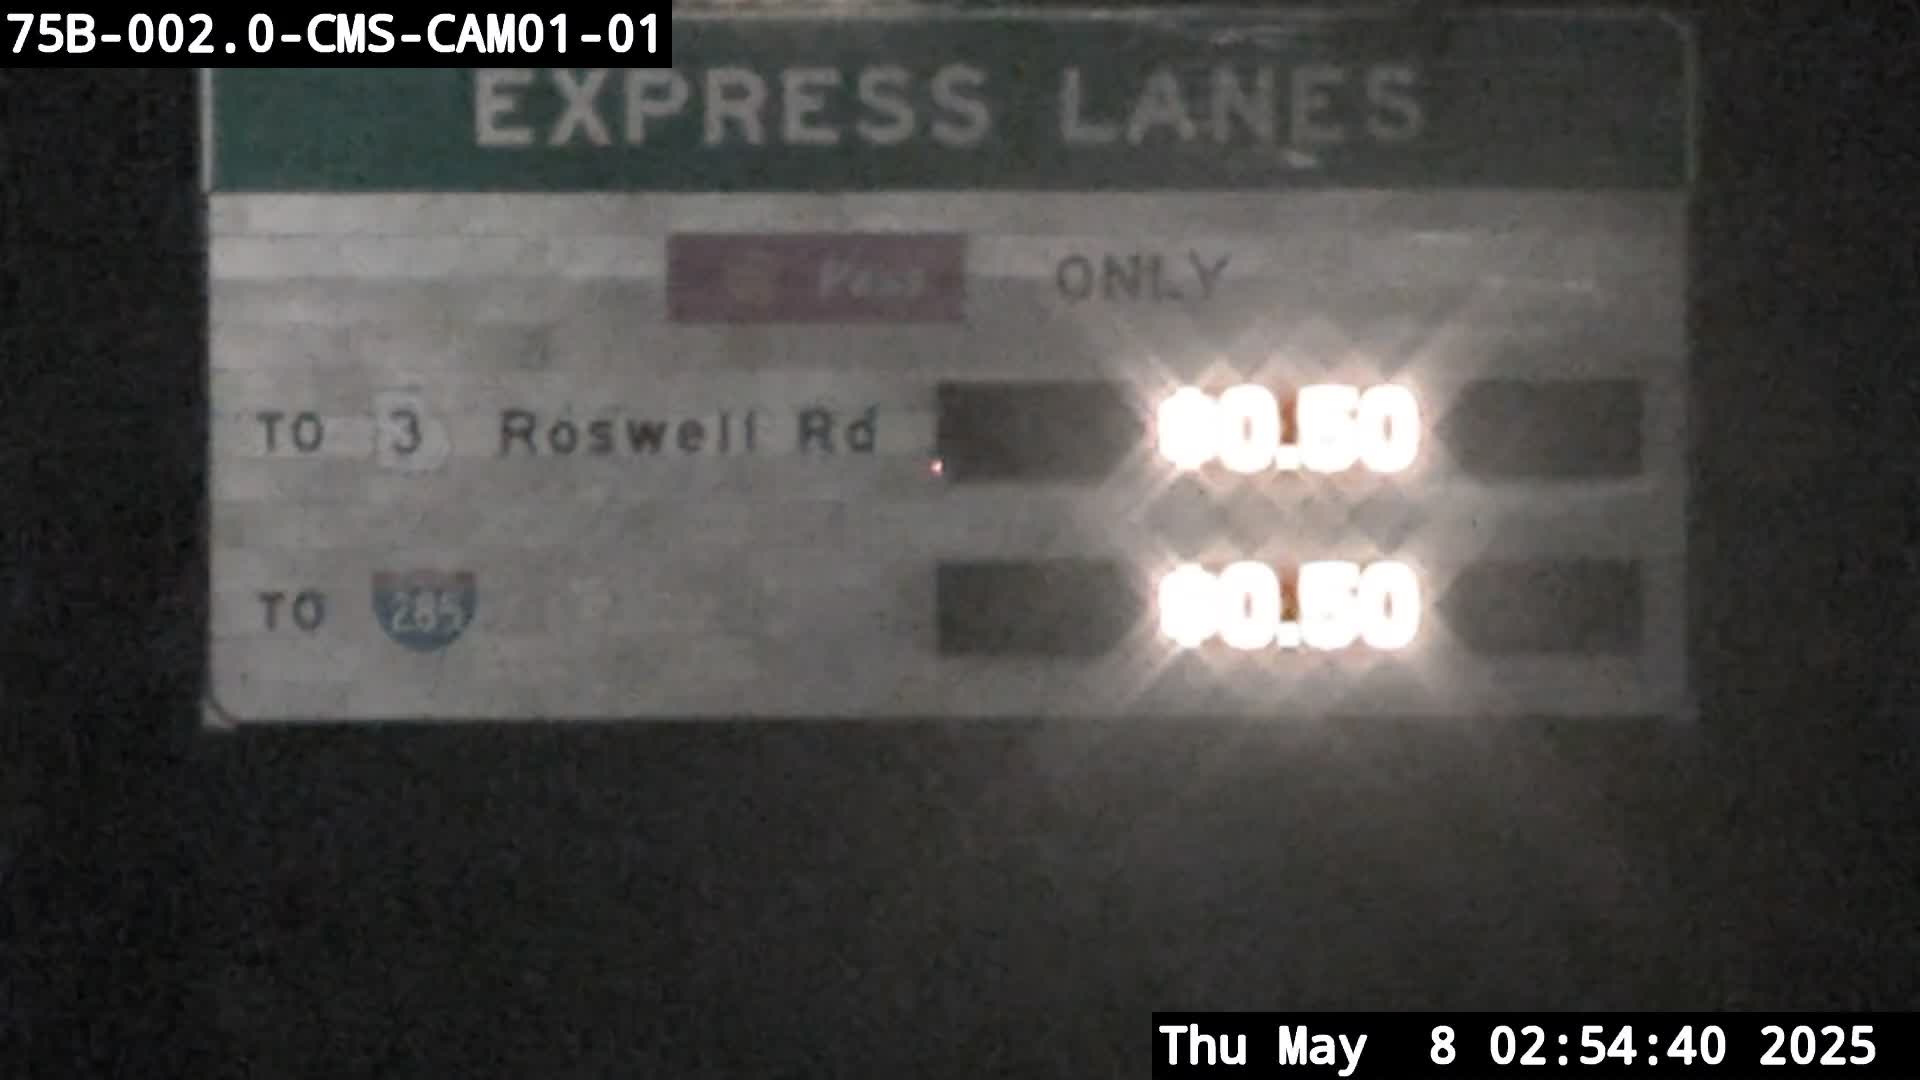 75B-002.0-CMS-CAM01-01
EXPRESS LANES
Pass ONLY
TO 3 Roswell Rd $0.50
TO 285 $0.50
Thu May 8 02:54:40 2025